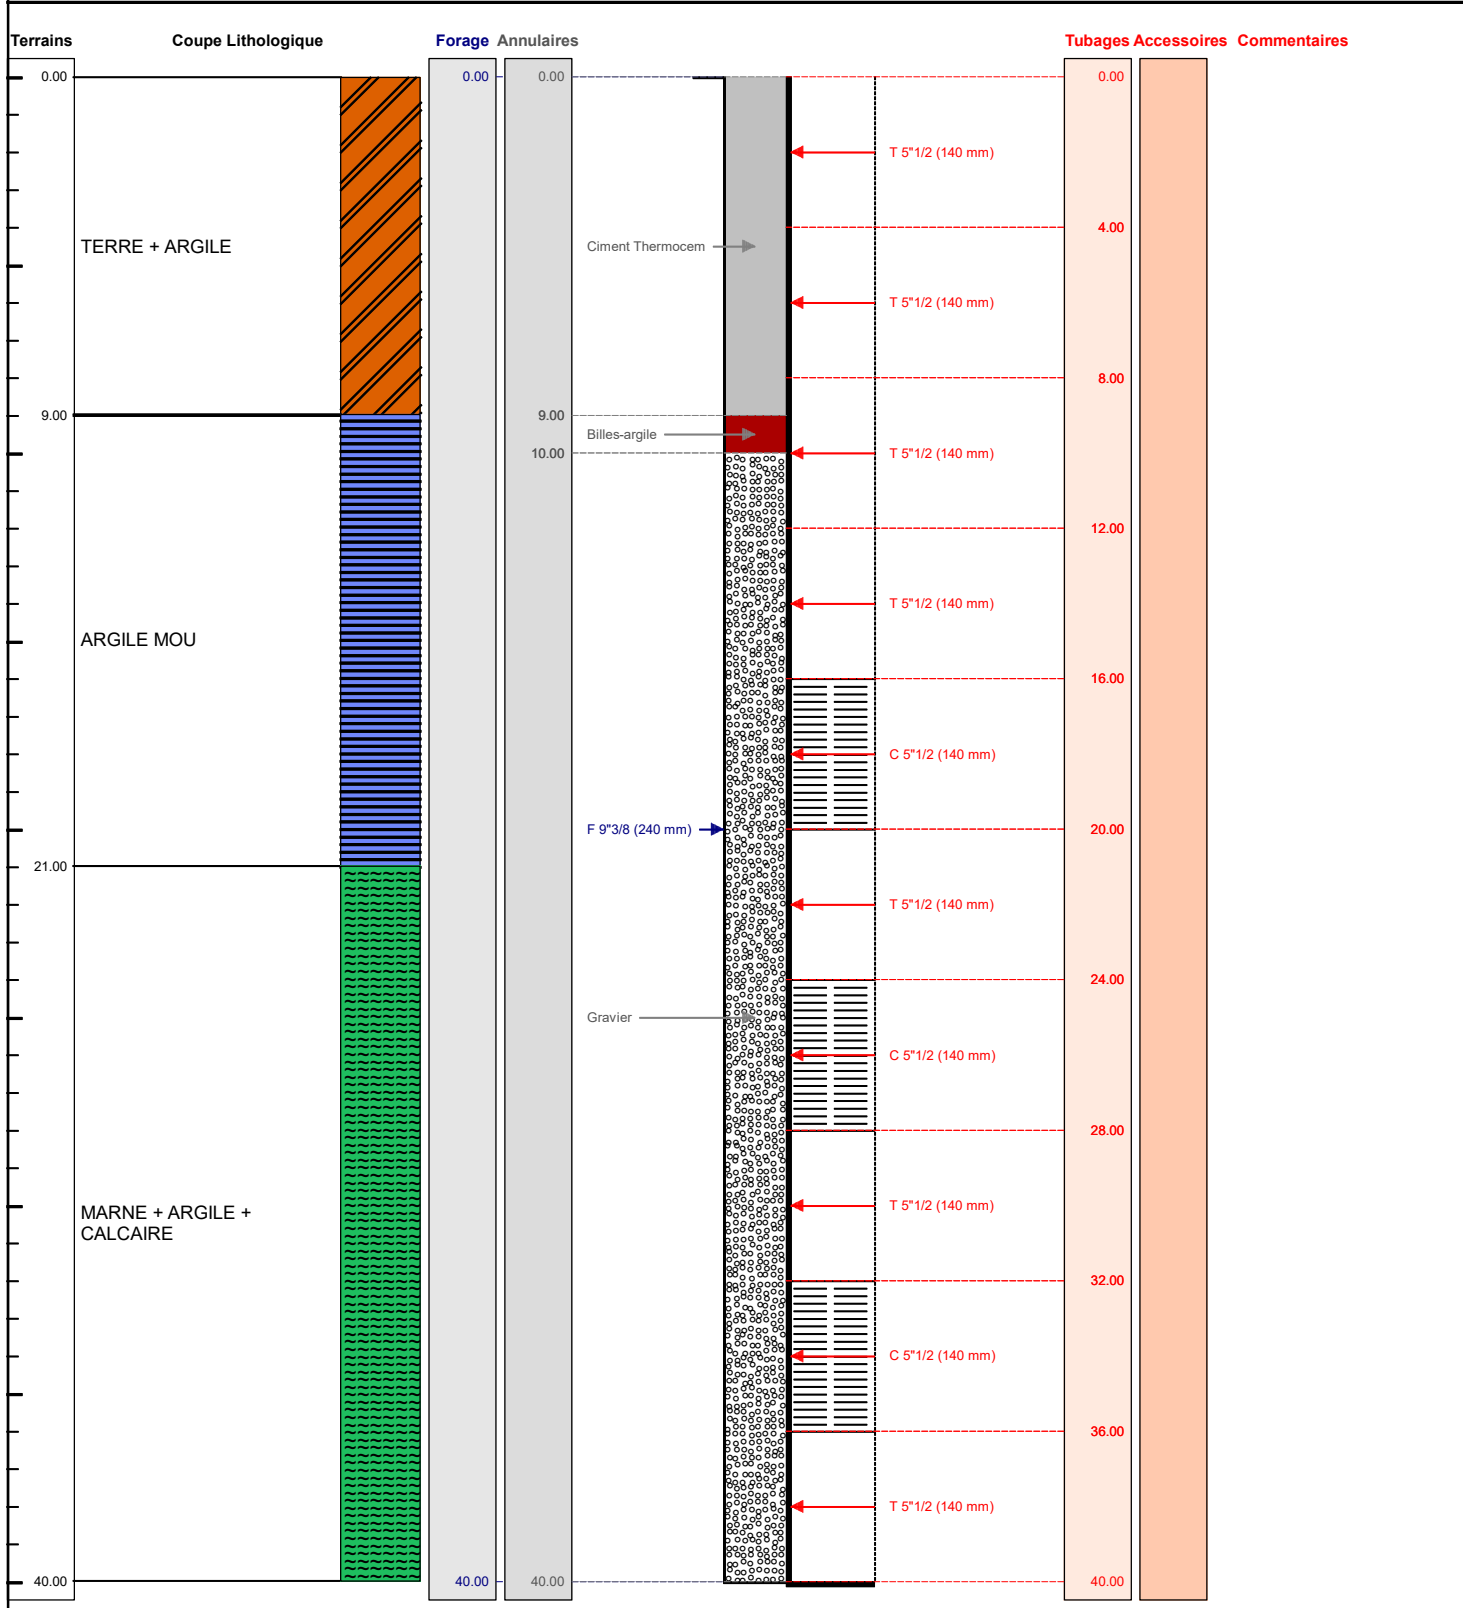 Terrains Coupe Lithologique Forage Annulaires Tubages Accessoires Commentaires
0.00 0.00 0.00 0.00
T 5"1/2 (140 mm)
4.00
TERRE + ARGILE Ciment Thermocem
T 5"1/2 (140 mm)
8.00
9.00 9.00
Billes-argile
10.00 T 5"1/2 (140 mm)
12.00
T 5"1/2 (140 mm)
ARGILE MOU
16.00
C 5"1/2 (140 mm)
F 9"3/8 (240 mm) 20.00
21.00
T 5"1/2 (140 mm)
24.00
Gravier
C 5"1/2 (140 mm)
28.00
T 5"1/2 (140 mm)
MARNE + ARGILE +
CALCAIRE
32.00
C 5"1/2 (140 mm)
36.00
T 5"1/2 (140 mm)
40.00 40.00 40.00 40.00